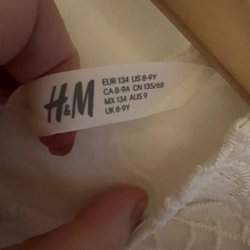 H&M
EUR 134 US 8-9Y
CA 8-9A CN 135/68
MX 134 AUS 9
UK 8-9Y